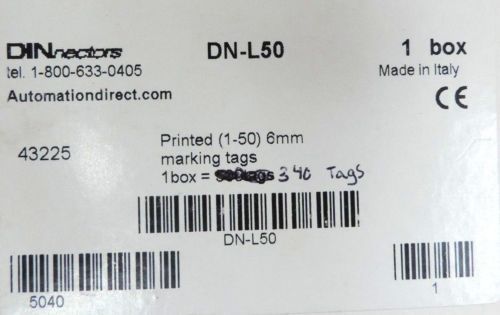 DINnectors
DN-L50
1 box
tel. 1-800-633-0405
Made in Italy
Automationdirect.com
CE
43225
Printed (1-50) 6mm
marking tags
1box = 340 Tags
DN-L50
5040
1